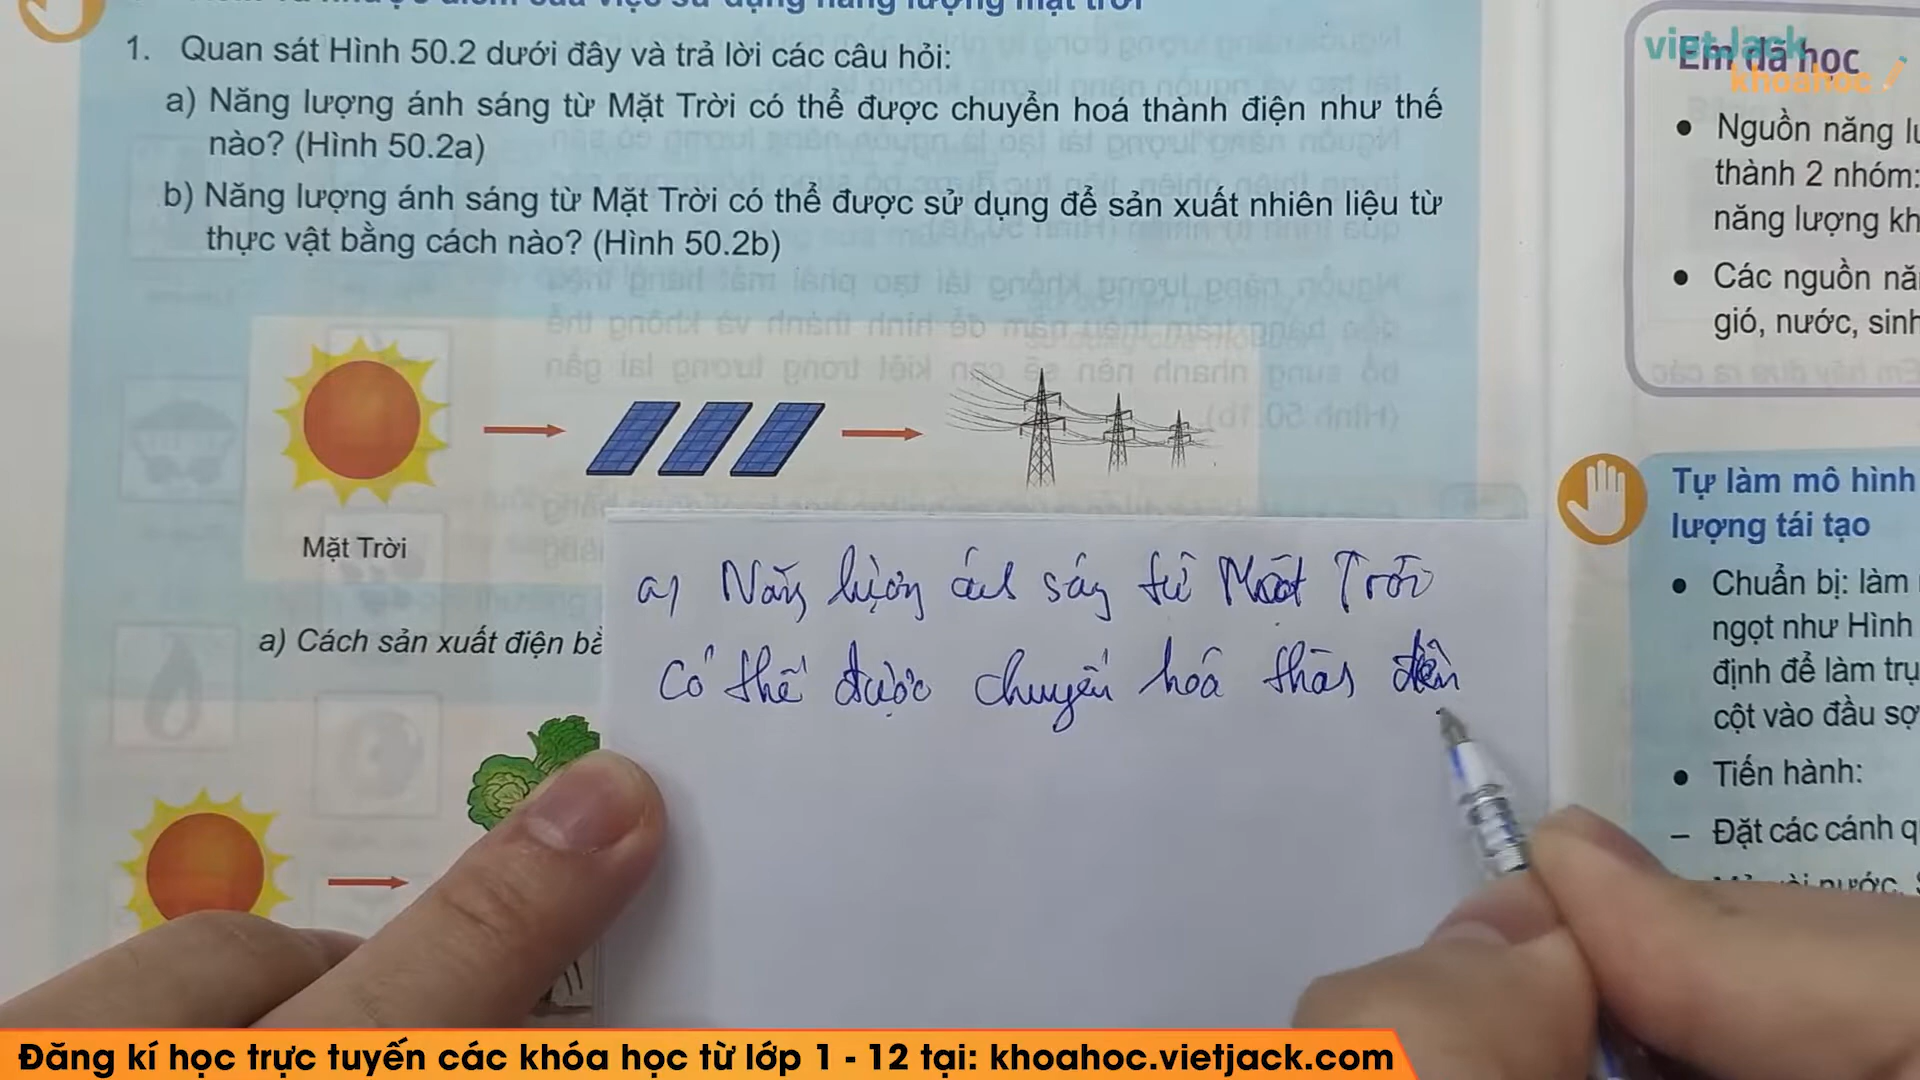 1. Quan sát Hình 50.2 dưới đây và trả lời các câu hỏi:
a) Năng lượng ánh sáng từ Mặt Trời có thể được chuyển hoá thành điện như thế
nào? (Hình 50.2a)
b) Năng lượng ánh sáng từ Mặt Trời có thể được sử dụng để sản xuất nhiên liệu từ
thực vật bằng cách nào? (Hình 50.2b)
Mặt Trời
a) Cách sản xuất điện bằ
a) Năng lượng ánh sáng từ Mặt Trời
có thể được chuyển hoá thành điện
vietJack
khoahoc
Em đã học
• Nguồn năng lư
thành 2 nhóm:
năng lượng kh
• Các nguồn nă
gió, nước, sinh
Tự làm mô hình
lượng tái tạo
• Chuẩn bị: làm
ngọt như Hình
định để làm trụ
cột vào đầu sợ
• Tiến hành:
– Đặt các cánh q
nước.
Đăng kí học trực tuyến các khóa học từ lớp 1 - 12 tại: khoahoc.vietjack.com